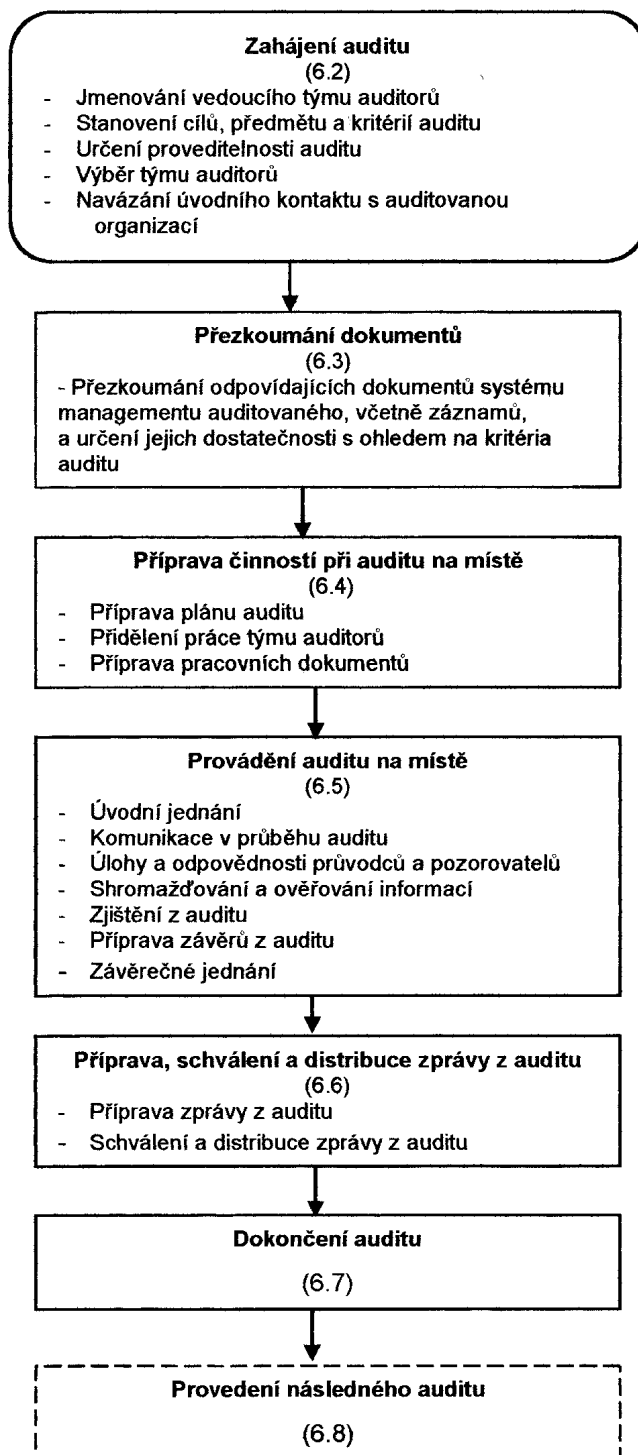 Zahájení auditu
(6.2)
- Jmenování vedoucího týmu auditorů
- Stanovení cílů, předmětu a kritérií auditu
- Určení proveditelnosti auditu
- Výběr týmu auditorů
- Navázání úvodního kontaktu s auditovanou
organizací
Přezkoumání dokumentů
(6.3)
- Přezkoumání odpovídajících dokumentů systému
managementu auditovaného, včetně záznamů,
a určení jejich dostatečnosti s ohledem na kritéria
auditu
Příprava činností při auditu na místě
(6.4)
- Příprava plánu auditu
- Přidělení práce týmu auditorů
- Příprava pracovních dokumentů
Provádění auditu na místě
(6.5)
- Úvodní jednání
- Komunikace v průběhu auditu
- Úlohy a odpovědnosti průvodců a pozorovatelů
- Shromažďování a ověřování informací
- Zjištění z auditu
- Příprava závěrů z auditu
- Závěrečné jednání
Příprava, schválení a distribuce zprávy z auditu
(6.6)
- Příprava zprávy z auditu
- Schválení a distribuce zprávy z auditu
Dokončení auditu
(6.7)
Provedení následného auditu
(6.8)